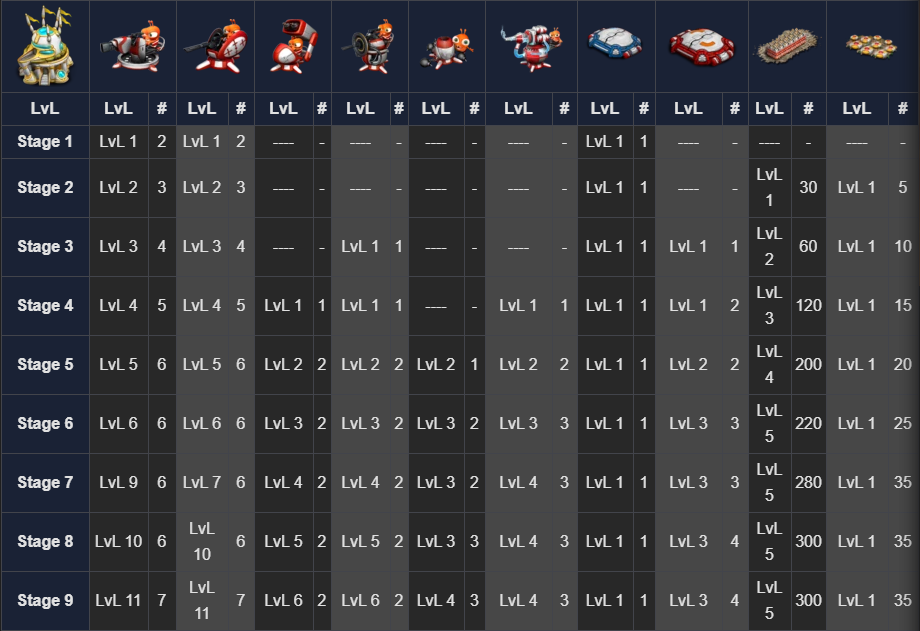 LvL LvL # LvL # LvL # LvL # LvL # LvL # LvL # LvL # LvL # LvL #
Stage 1 LvL 1 2 LvL 1 2 ---- - ---- - ---- - ---- - LvL 1 1 ---- - ---- - ---- -
Stage 2 LvL 2 3 LvL 2 3 ---- - ---- - ---- - ---- - LvL 1 1 ---- - LvL 1 30 LvL 1 5
Stage 3 LvL 3 4 LvL 3 4 ---- - LvL 1 1 ---- - ---- - LvL 1 1 LvL 1 1 LvL 2 60 LvL 1 10
Stage 4 LvL 4 5 LvL 4 5 LvL 1 1 LvL 1 1 ---- - LvL 1 1 LvL 1 1 LvL 1 2 LvL 3 120 LvL 1 15
Stage 5 LvL 5 6 LvL 5 6 LvL 2 2 LvL 2 2 LvL 2 1 LvL 2 2 LvL 1 1 LvL 2 2 LvL 4 200 LvL 1 20
Stage 6 LvL 6 6 LvL 6 6 LvL 3 2 LvL 3 2 LvL 3 2 LvL 3 3 LvL 1 1 LvL 3 3 LvL 5 220 LvL 1 25
Stage 7 LvL 9 6 LvL 7 6 LvL 4 2 LvL 4 2 LvL 3 2 LvL 4 3 LvL 1 1 LvL 3 3 LvL 5 280 LvL 1 35
Stage 8 LvL 10 6 LvL 10 6 LvL 5 2 LvL 5 2 LvL 3 3 LvL 4 3 LvL 1 1 LvL 3 4 LvL 5 300 LvL 1 35
Stage 9 LvL 11 7 LvL 11 7 LvL 6 2 LvL 6 2 LvL 4 3 LvL 4 3 LvL 1 1 LvL 3 4 LvL 5 300 LvL 1 35